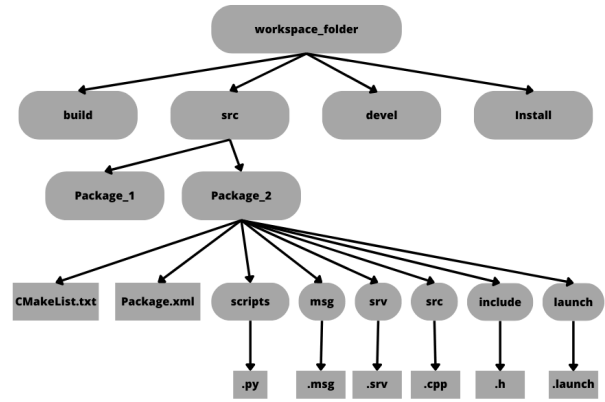 workspace_folder
build
src
devel
Install
Package_1
Package_2
CMakeList.txt
Package.xml
scripts
msg
srv
src
include
launch
.py
.msg
.srv
.cpp
.h
.launch